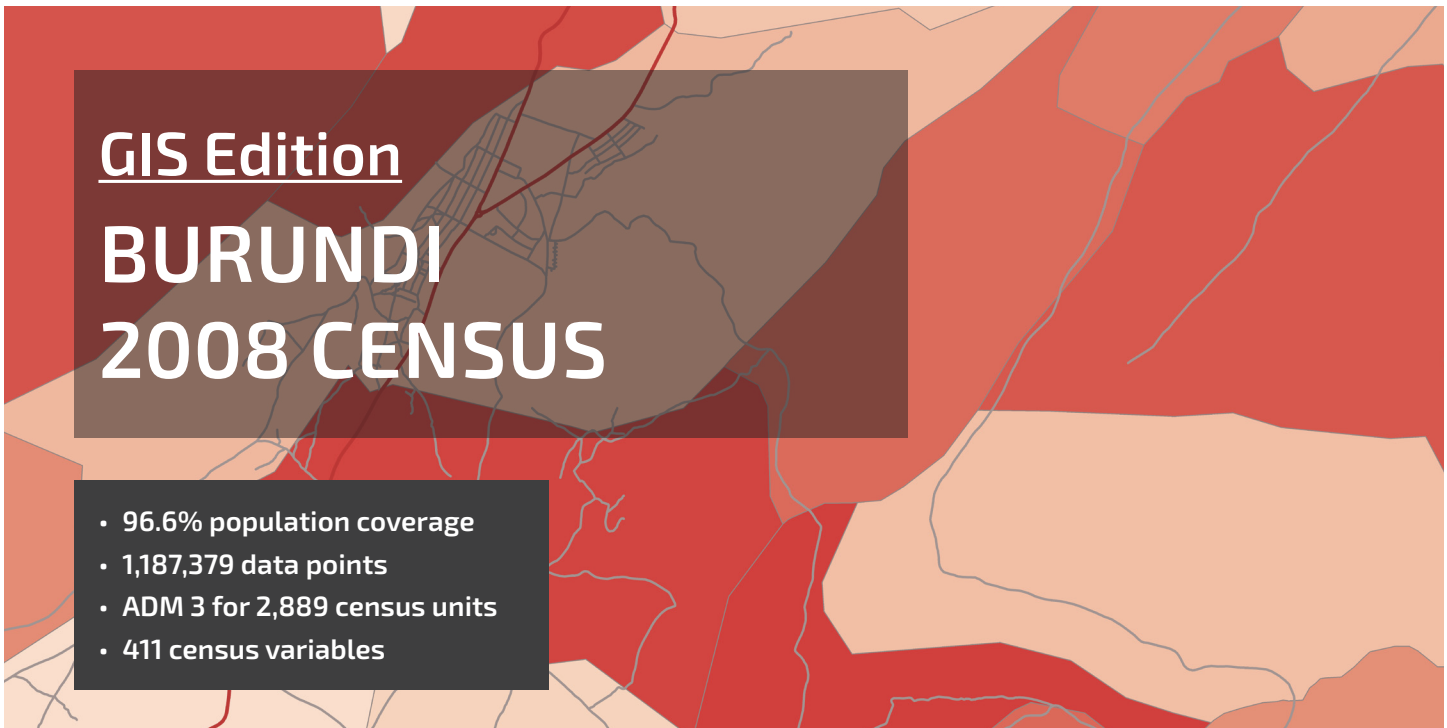 GIS Edition
BURUNDI
2008 CENSUS
• 96.6% population coverage
• 1,187,379 data points
• ADM 3 for 2,889 census units
• 411 census variables